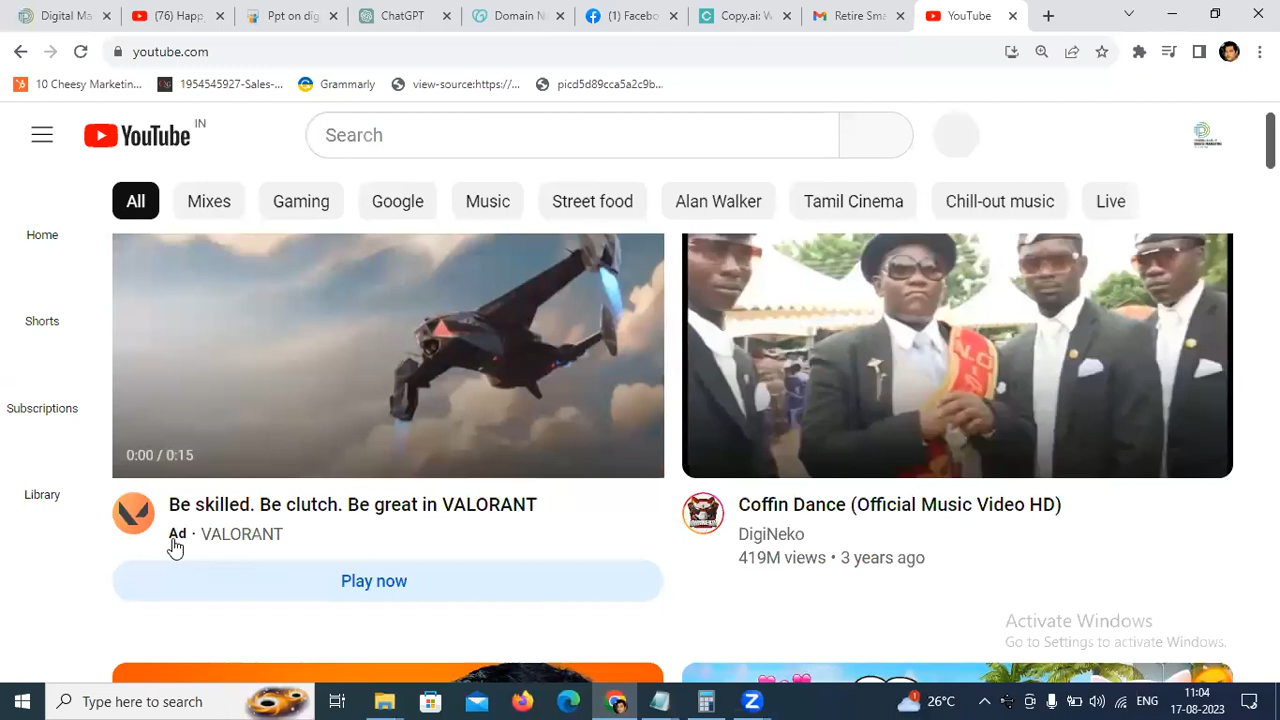 Digital Ma
(76) Happ
Ppt on dig
ChatGPT
Domain N
(1) Facebo
Copy.ai: W
Retire Sma
YouTube
youtube.com
10 Cheesy Marketin...
1954545927-Sales-...
Grammarly
view-source:https://...
picd5d89cca5a2c9b...
YouTube IN
Search
All
Mixes
Gaming
Google
Music
Street food
Alan Walker
Tamil Cinema
Chill-out music
Live
Home
Shorts
Subscriptions
Library
0:00 / 0:15
Be skilled. Be clutch. Be great in VALORANT
Ad · VALORANT
Play now
Coffin Dance (Official Music Video HD)
DigiNeko
419M views • 3 years ago
Activate Windows
Go to Settings to activate Windows.
Type here to search
26°C
ENG
11:04
17-08-2023